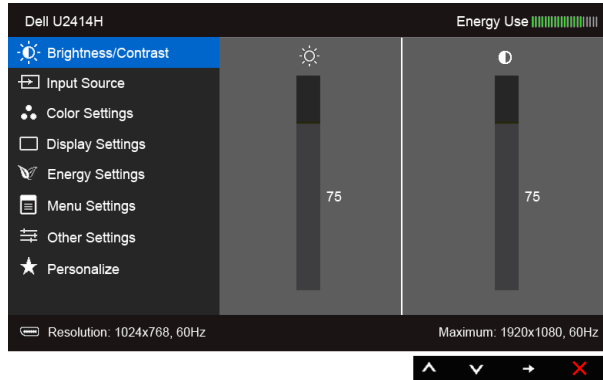 Dell U2414H
Energy Use
Brightness/Contrast
Input Source
Color Settings
Display Settings
Energy Settings
Menu Settings
Other Settings
Personalize
75
75
Resolution: 1024x768, 60Hz
Maximum: 1920x1080, 60Hz